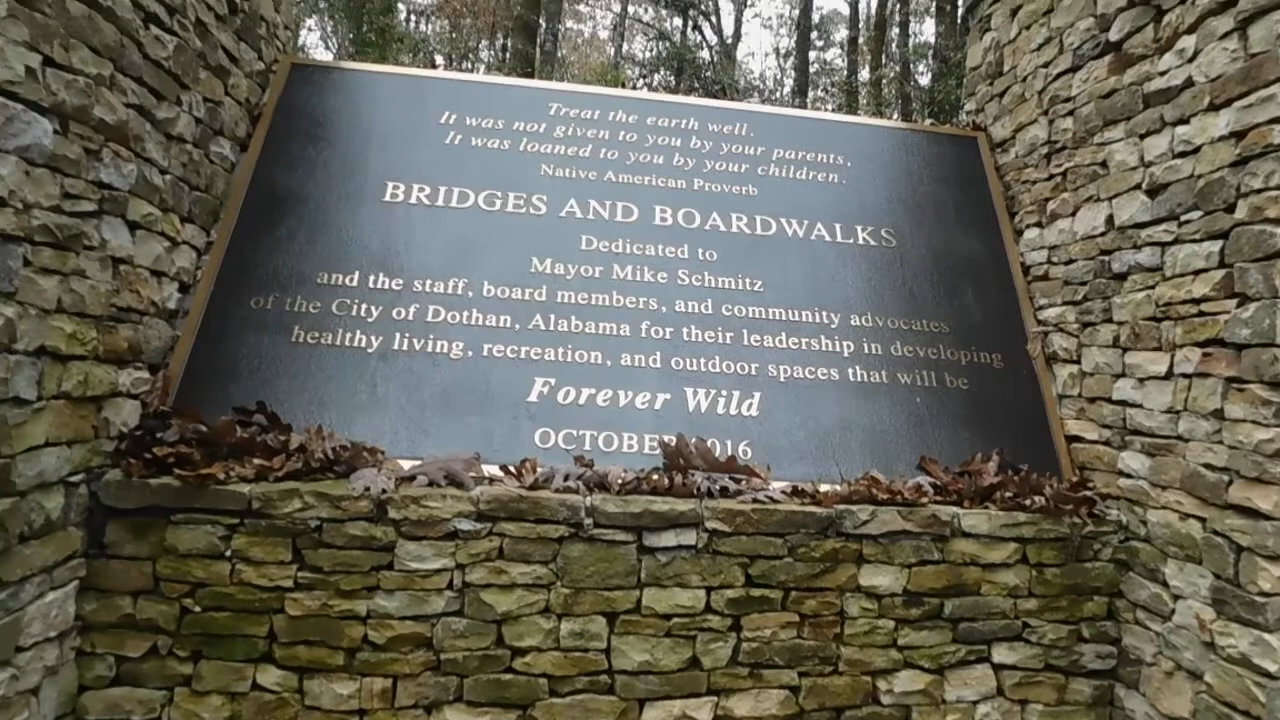 Treat the earth well.
It was not given to you by your parents,
It was loaned to you by your children.
Native American Proverb
BRIDGES AND BOARDWALKS
Dedicated to
Mayor Mike Schmitz
and the staff, board members, and community advocates
of the City of Dothan, Alabama for their leadership in developing
healthy living, recreation, and outdoor spaces that will be
Forever Wild
OCTOBER 2016